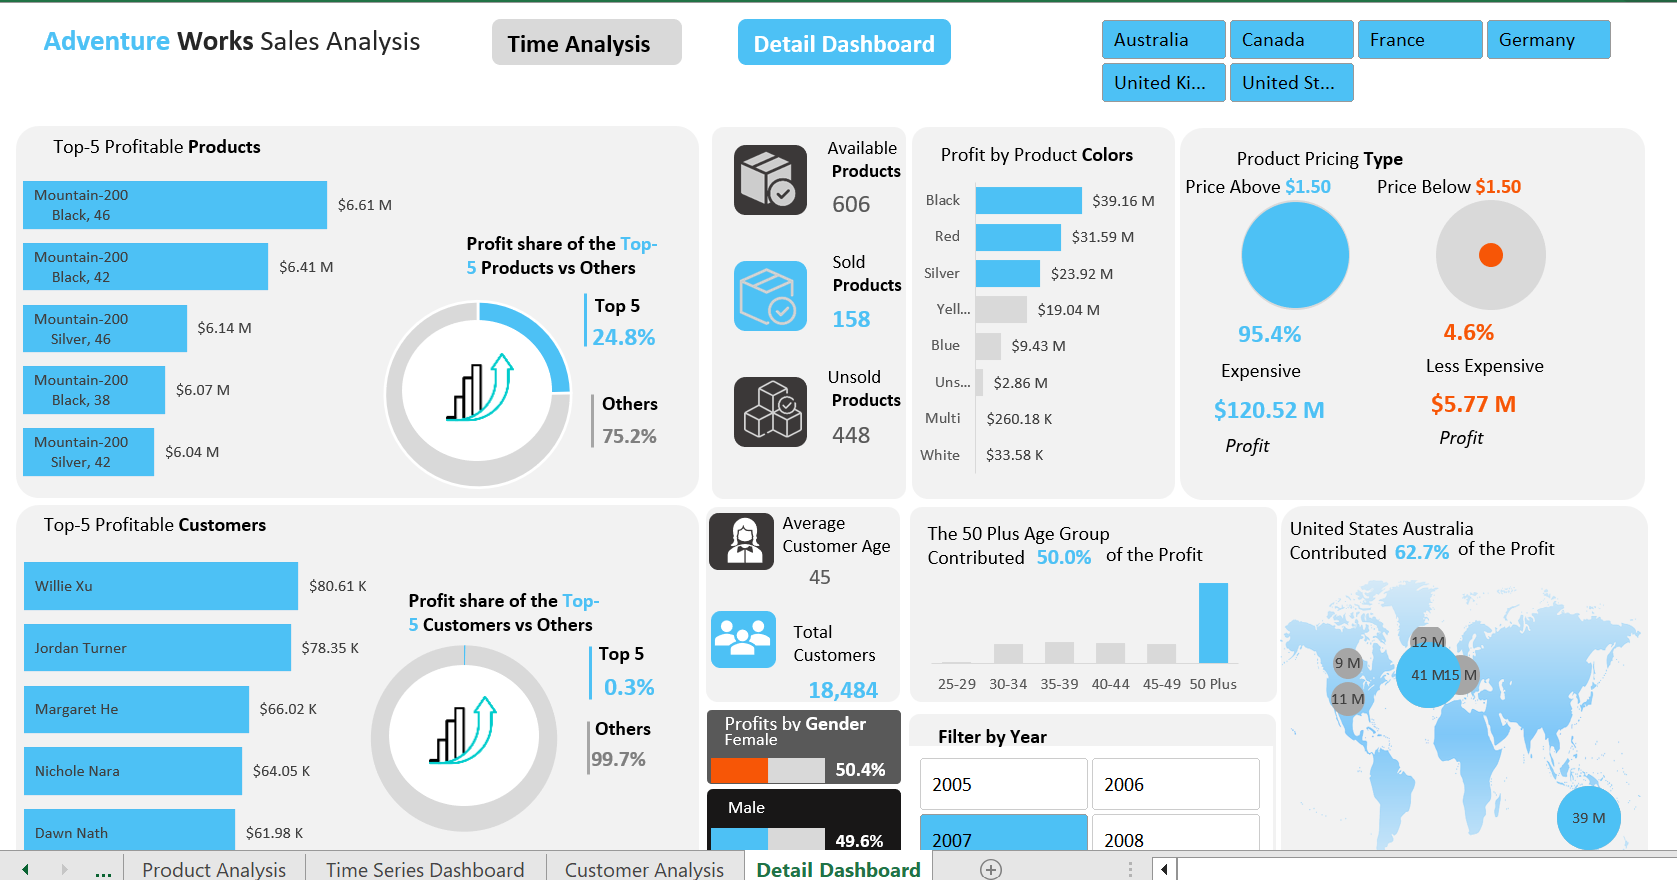 Adventure Works Sales Analysis
Time Analysis
Detail Dashboard
Australia
Canada
France
Germany
United Ki...
United St...
Top-5 Profitable Products
Mountain-200
Black, 46
$6.61 M
Mountain-200
Black, 42
$6.41 M
Mountain-200
Silver, 46
$6.14 M
Mountain-200
Black, 38
$6.07 M
Mountain-200
Silver, 42
$6.04 M
Profit share of the Top-
5 Products vs Others
Top 5
24.8%
Others
75.2%
Available
Products
606
Sold
Products
158
Unsold
Products
448
Profit by Product Colors
Black
$39.16 M
Red
$31.59 M
Silver
$23.92 M
Yell...
$19.04 M
Blue
$9.43 M
Uns...
$2.86 M
Multi
$260.18 K
White
$33.58 K
Product Pricing Type
Price Above $1.50
Price Below $1.50
95.4%
Expensive
$120.52 M
Profit
4.6%
Less Expensive
$5.77 M
Profit
Top-5 Profitable Customers
Willie Xu
$80.61 K
Jordan Turner
$78.35 K
Margaret He
$66.02 K
Nichole Nara
$64.05 K
Dawn Nath
$61.98 K
Profit share of the Top-
5 Customers vs Others
Top 5
0.3%
Others
99.7%
Average
Customer Age
45
Total
Customers
18,484
Profits by Gender
Female
50.4%
Male
49.6%
The 50 Plus Age Group
Contributed 50.0% of the Profit
25-29
30-34
35-39
40-44
45-49
50 Plus
Filter by Year
2005
2006
2007
2008
United States Australia
Contributed 62.7% of the Profit
12 M
9 M
41 M
15 M
11 M
39 M
...
Product Analysis
Time Series Dashboard
Customer Analysis
Detail Dashboard